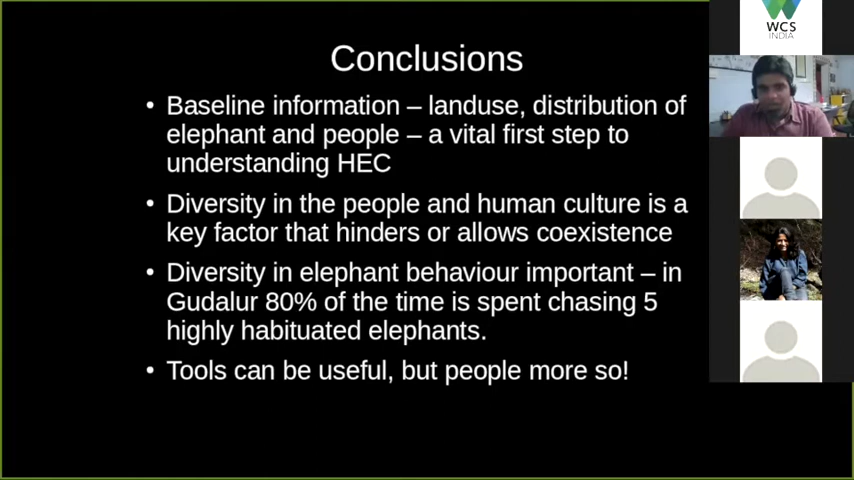 Conclusions
• Baseline information – landuse, distribution of
elephant and people – a vital first step to
understanding HEC
• Diversity in the people and human culture is a
key factor that hinders or allows coexistence
• Diversity in elephant behaviour important – in
Gudalur 80% of the time is spent chasing 5
highly habituated elephants.
• Tools can be useful, but people more so!
WCS
INDIA